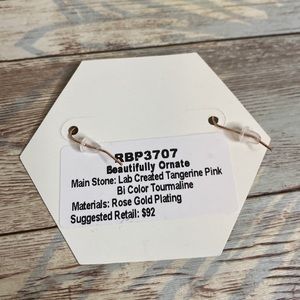 RBP3707
Beautifully Ornate
Main Stone: Lab Created Tangerine Pink
Bi Color Tourmaline
Materials: Rose Gold Plating
Suggested Retail: $92